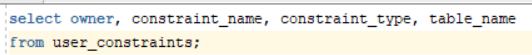 select owner, constraint_name, constraint_type, table_name
from user_constraints;